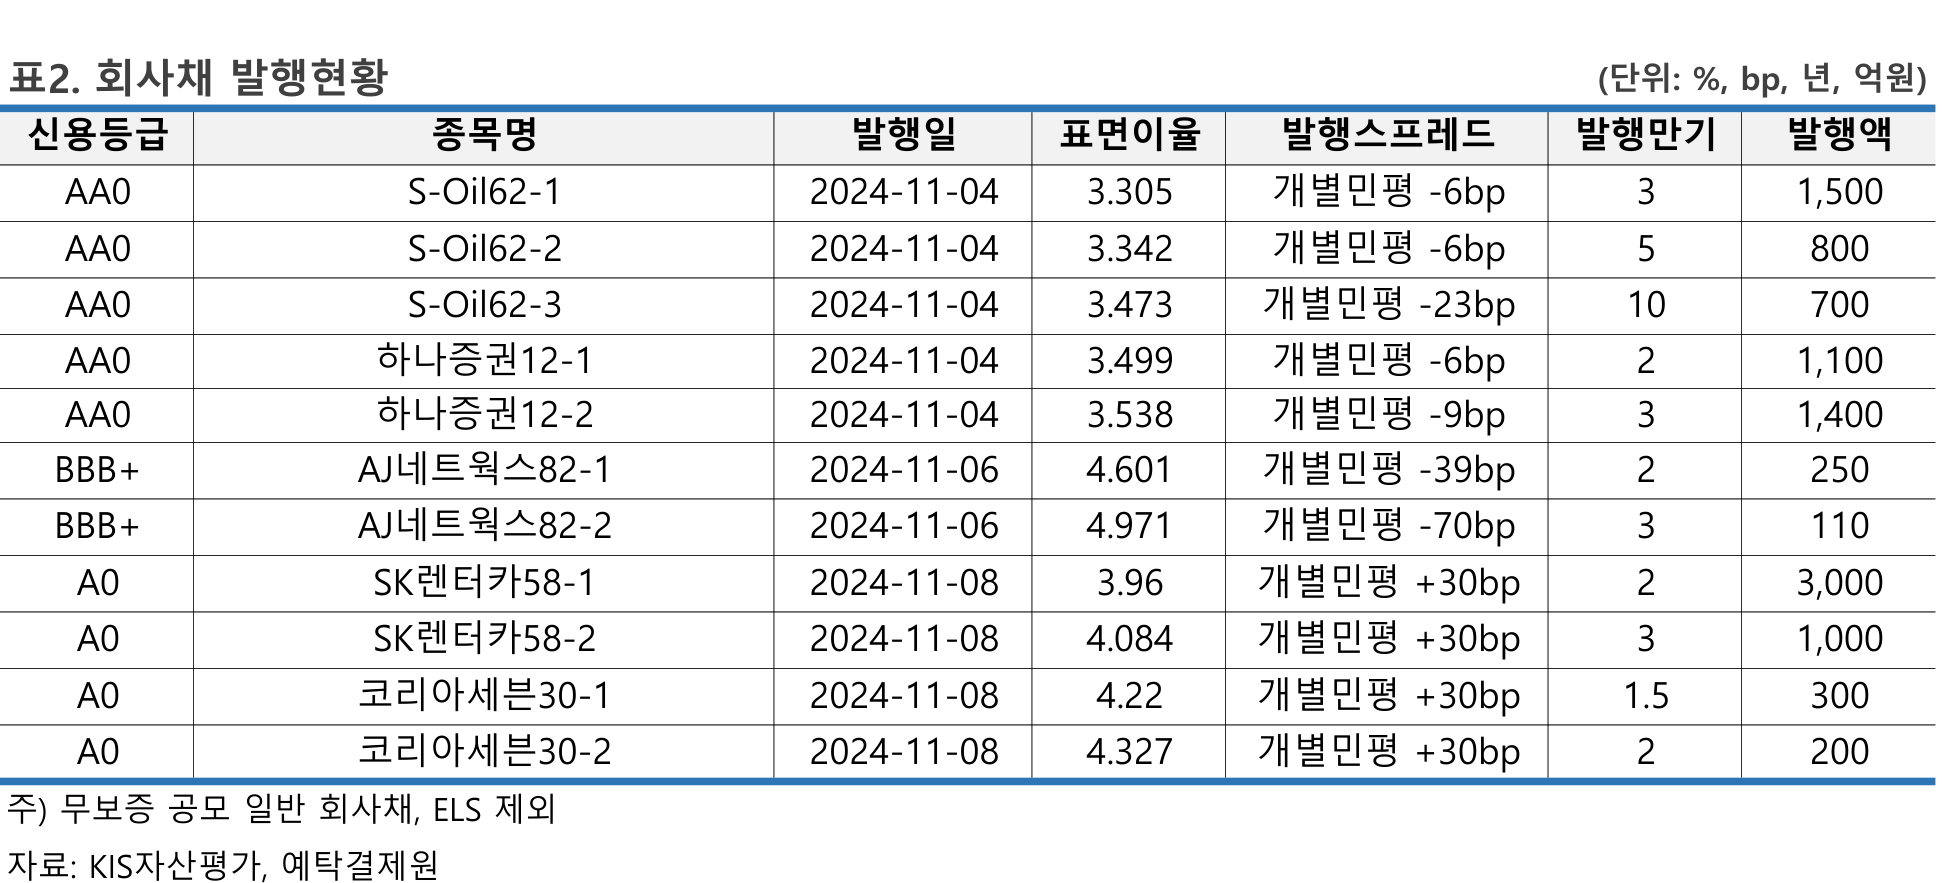 표2. 회사채 발행현황 (단위: %, bp, 년, 억원)
신용등급 종목명 발행일 표면이율 발행스프레드 발행만기 발행액
AA0 S-Oil62-1 2024-11-04 3.305 개별민평 -6bp 3 1,500
AA0 S-Oil62-2 2024-11-04 3.342 개별민평 -6bp 5 800
AA0 S-Oil62-3 2024-11-04 3.473 개별민평 -23bp 10 700
AA0 하나증권12-1 2024-11-04 3.499 개별민평 -6bp 2 1,100
AA0 하나증권12-2 2024-11-04 3.538 개별민평 -9bp 3 1,400
BBB+ AJ네트웍스82-1 2024-11-06 4.601 개별민평 -39bp 2 250
BBB+ AJ네트웍스82-2 2024-11-06 4.971 개별민평 -70bp 3 110
A0 SK렌터카58-1 2024-11-08 3.96 개별민평 +30bp 2 3,000
A0 SK렌터카58-2 2024-11-08 4.084 개별민평 +30bp 3 1,000
A0 코리아세븐30-1 2024-11-08 4.22 개별민평 +30bp 1.5 300
A0 코리아세븐30-2 2024-11-08 4.327 개별민평 +30bp 2 200
주) 무보증 공모 일반 회사채, ELS 제외
자료: KIS자산평가, 예탁결제원